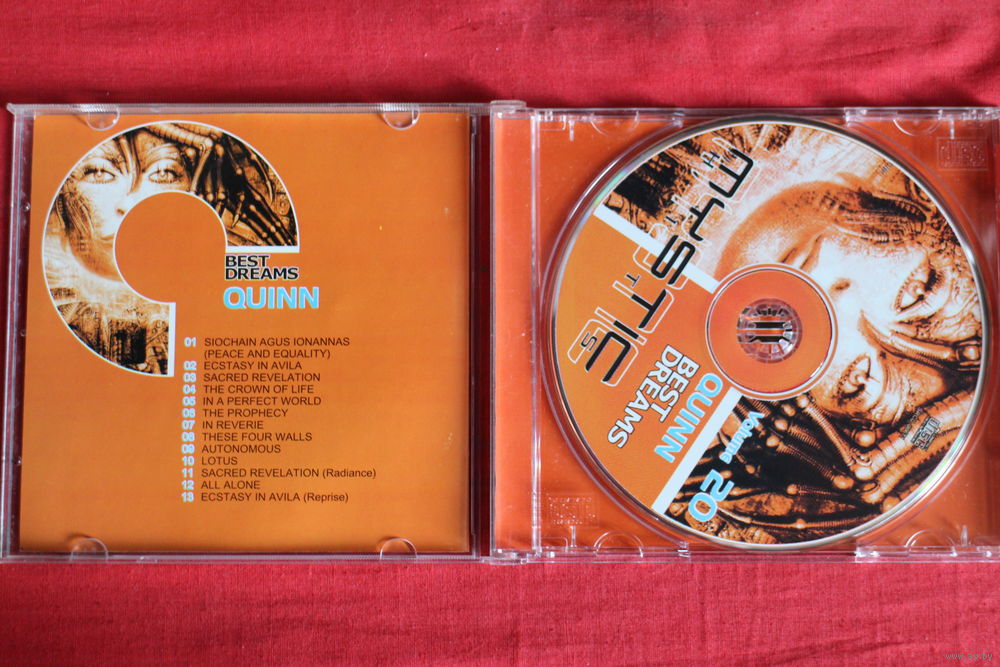 BEST
DREAMS
QUINN
01 SIOCHAIN AGUS IONANNAS
(PEACE AND EQUALITY)
02 ECSTASY IN AVILA
03 SACRED REVELATION
04 THE CROWN OF LIFE
05 IN A PERFECT WORLD
06 THE PROPHECY
07 IN REVERIE
08 THESE FOUR WALLS
09 AUTONOMOUS
10 LOTUS
11 SACRED REVELATION (Radiance)
12 ALL ALONE
13 ECSTASY IN AVILA (Reprise)
MYSTIC
BEST
DREAMS
QUINN
Volume 20